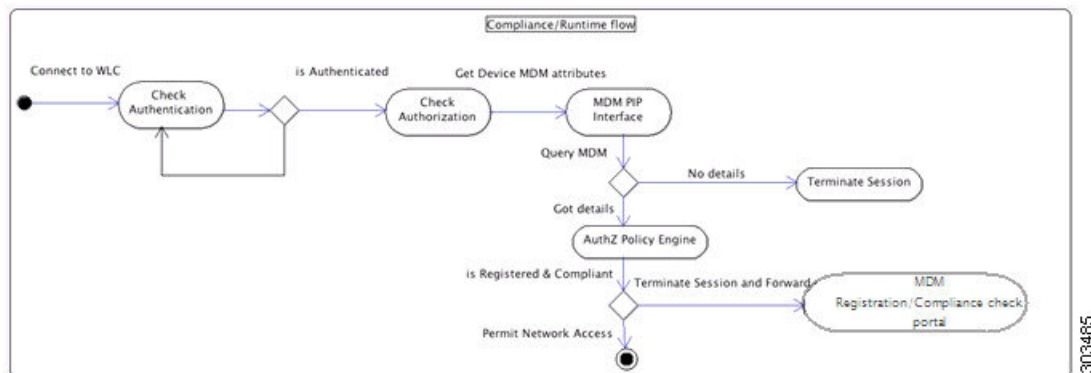 Compliance/Runtime flow
Connect to WLC
is Authenticated
Get Device MDM attributes
Check
Authentication
Check
Authorization
MDM PIP
Interface
Query MDM
No details
Terminate Session
Got details
AuthZ Policy Engine
is Registered & Compliant
Terminate Session and Forward
MDM
Registration/Compliance check
portal
Permit Network Access
303485